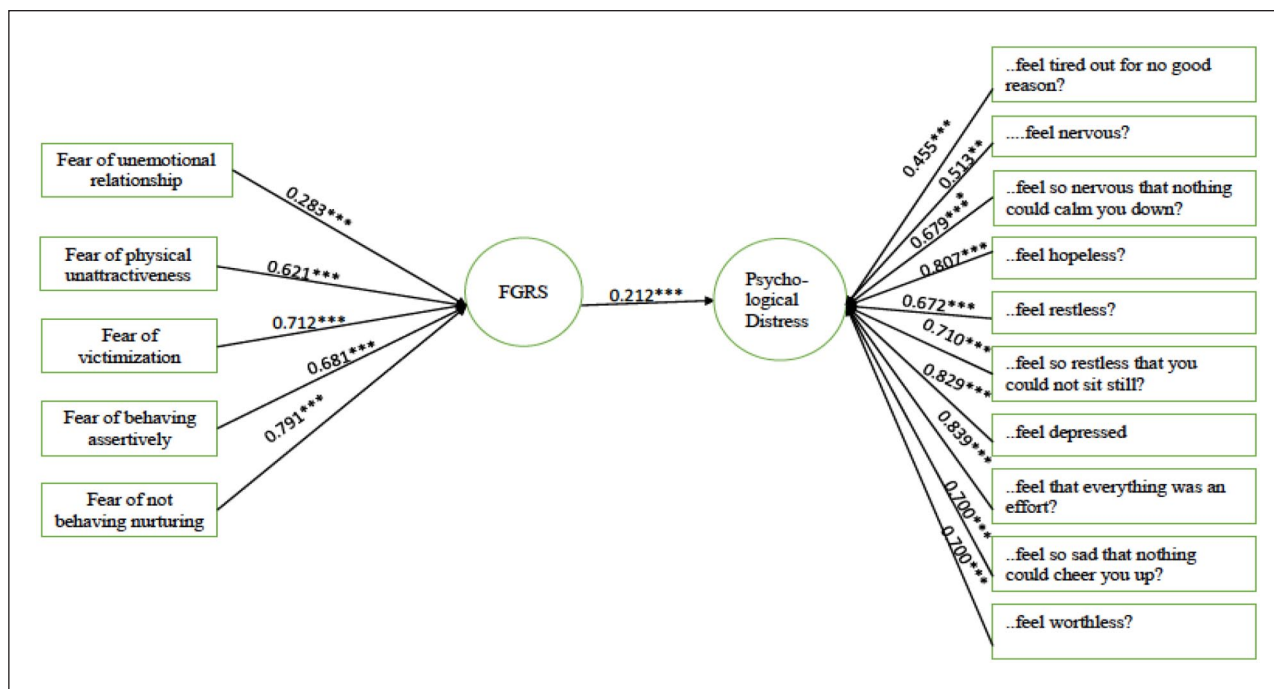 Fear of unemotional
relationship
Fear of physical
unattractiveness
Fear of
victimization
Fear of behaving
assertively
Fear of not
behaving nurturing
0.283***
0.621***
0.712***
0.681***
0.791***
FGRS
0.212***
Psycho-
logical
Distress
0.455***
0.513**
0.679****
0.807***
0.672***
0.710***
0.829***
0.839***
0.700***
0.700***
..feel tired out for no good
reason?
.....feel nervous?
..feel so nervous that nothing
could calm you down?
..feel hopeless?
..feel restless?
..feel so restless that you
could not sit still?
..feel depressed
..feel that everything was an
effort?
..feel so sad that nothing
could cheer you up?
..feel worthless?